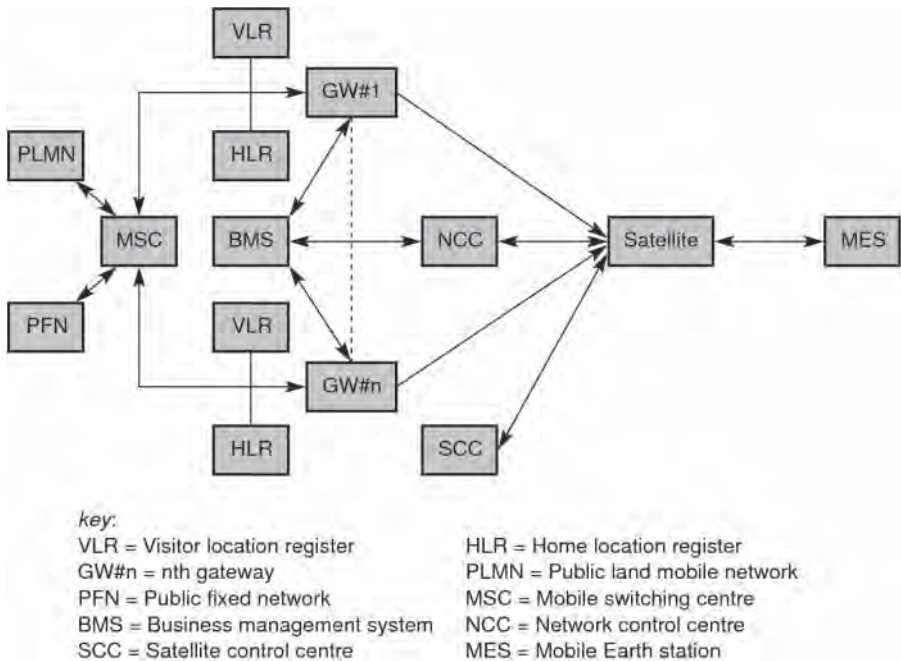 VLR
GW#1
PLMN
HLR
MSC
BMS
NCC
Satellite
MES
PFN
VLR
GW#n
HLR
SCC
key:
VLR = Visitor location register
HLR = Home location register
GW#n = nth gateway
PLMN = Public land mobile network
PFN = Public fixed network
MSC = Mobile switching centre
BMS = Business management system
NCC = Network control centre
SCC = Satellite control centre
MES = Mobile Earth station